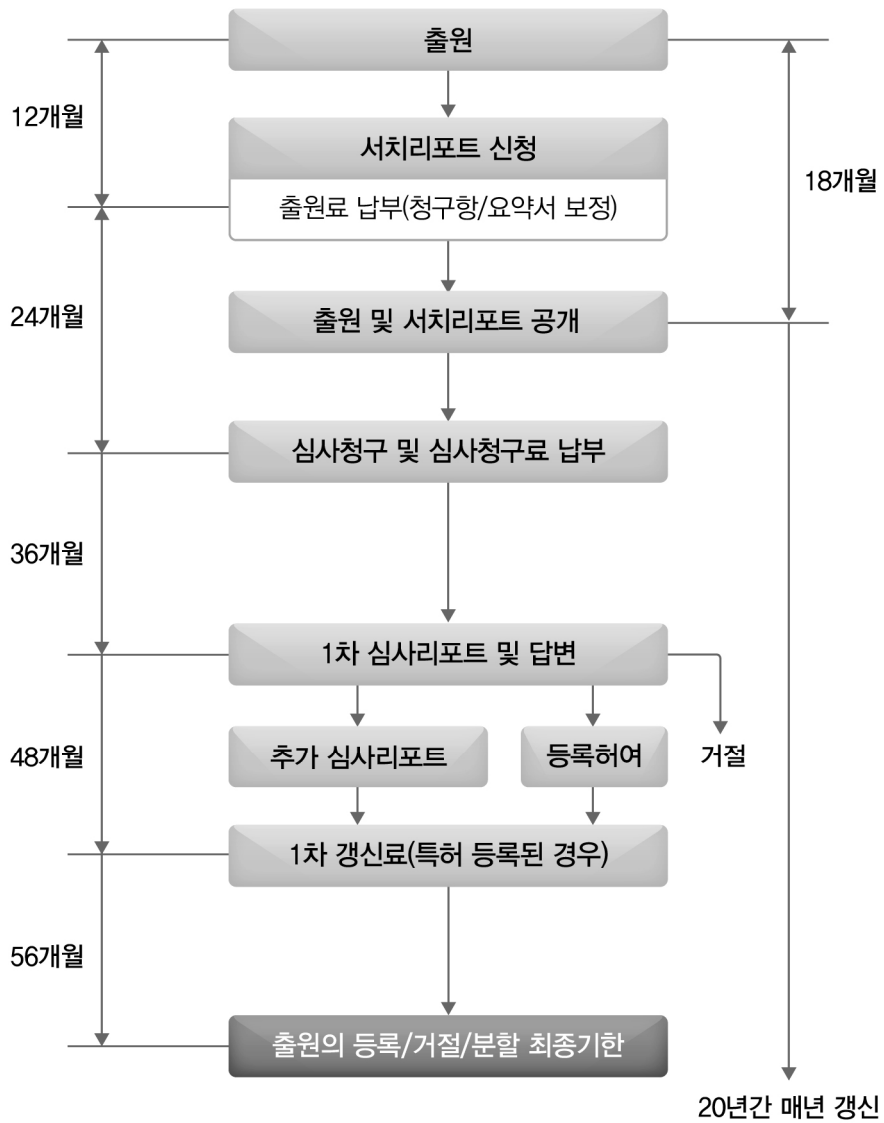 출원
12개월
서치리포트 신청
18개월
출원료 납부(청구항/요약서 보정)
24개월
출원 및 서치리포트 공개
심사청구 및 심사청구료 납부
36개월
1차 심사리포트 및 답변
48개월
추가 심사리포트
등록허여
거절
1차 갱신료(특허 등록된 경우)
56개월
출원의 등록/거절/분할 최종기한
20년간 매년 갱신